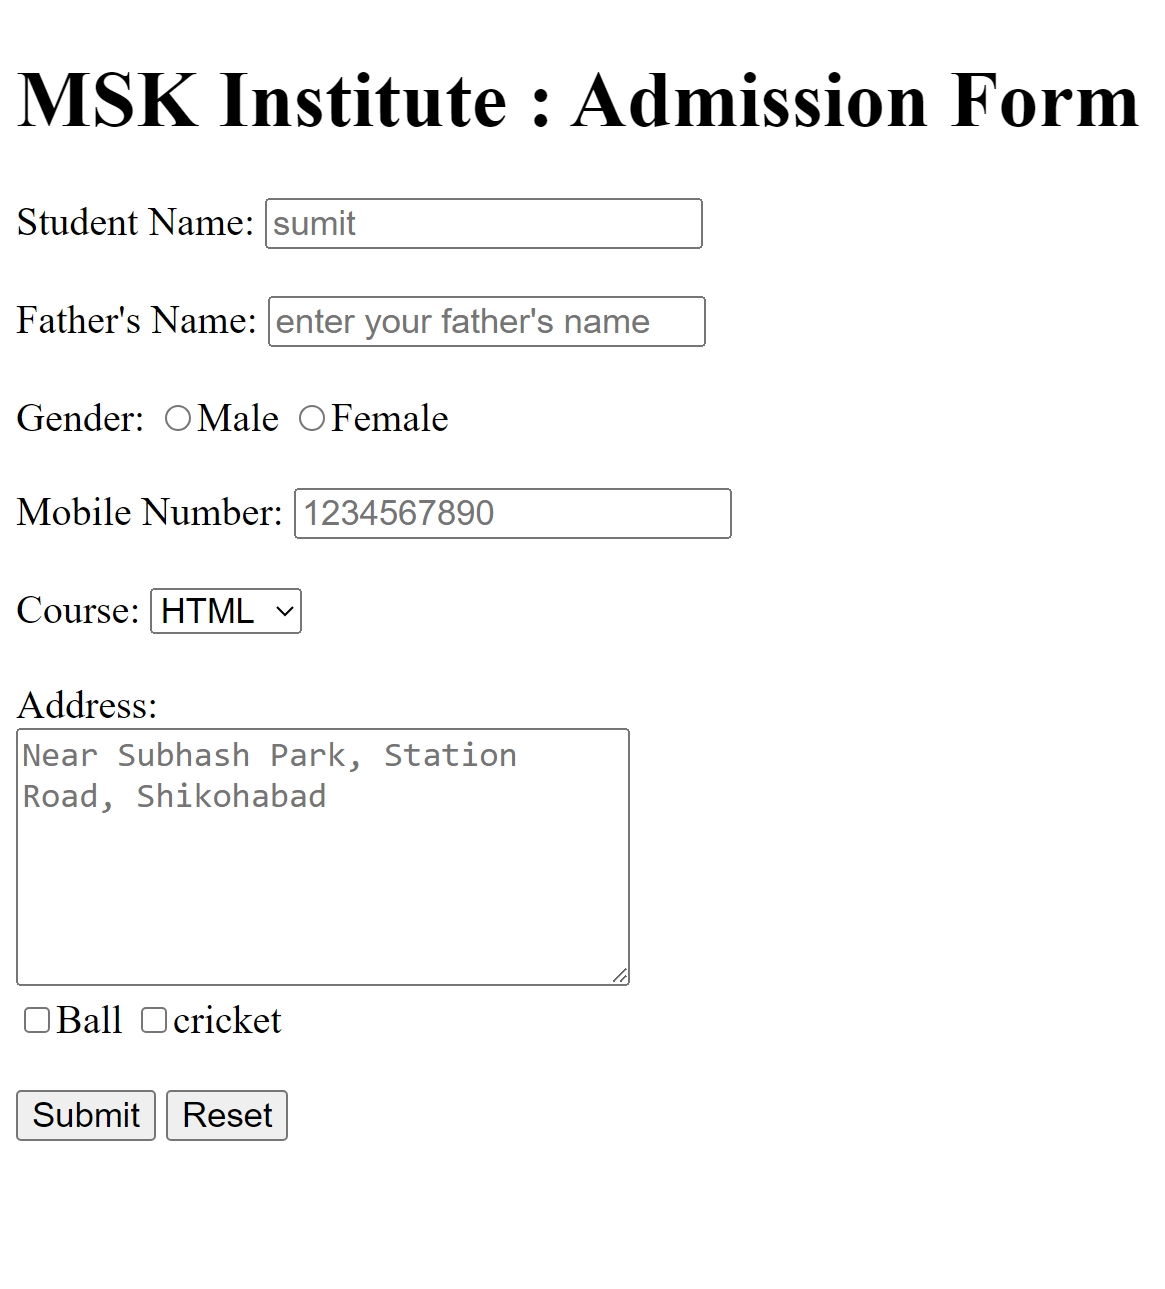 MSK Institute : Admission Form
Student Name: sumit
Father's Name: enter your father's name
Gender: Male Female
Mobile Number: 1234567890
Course: HTML
Address:
Near Subhash Park, Station
Road, Shikohabad
Ball cricket
Submit Reset